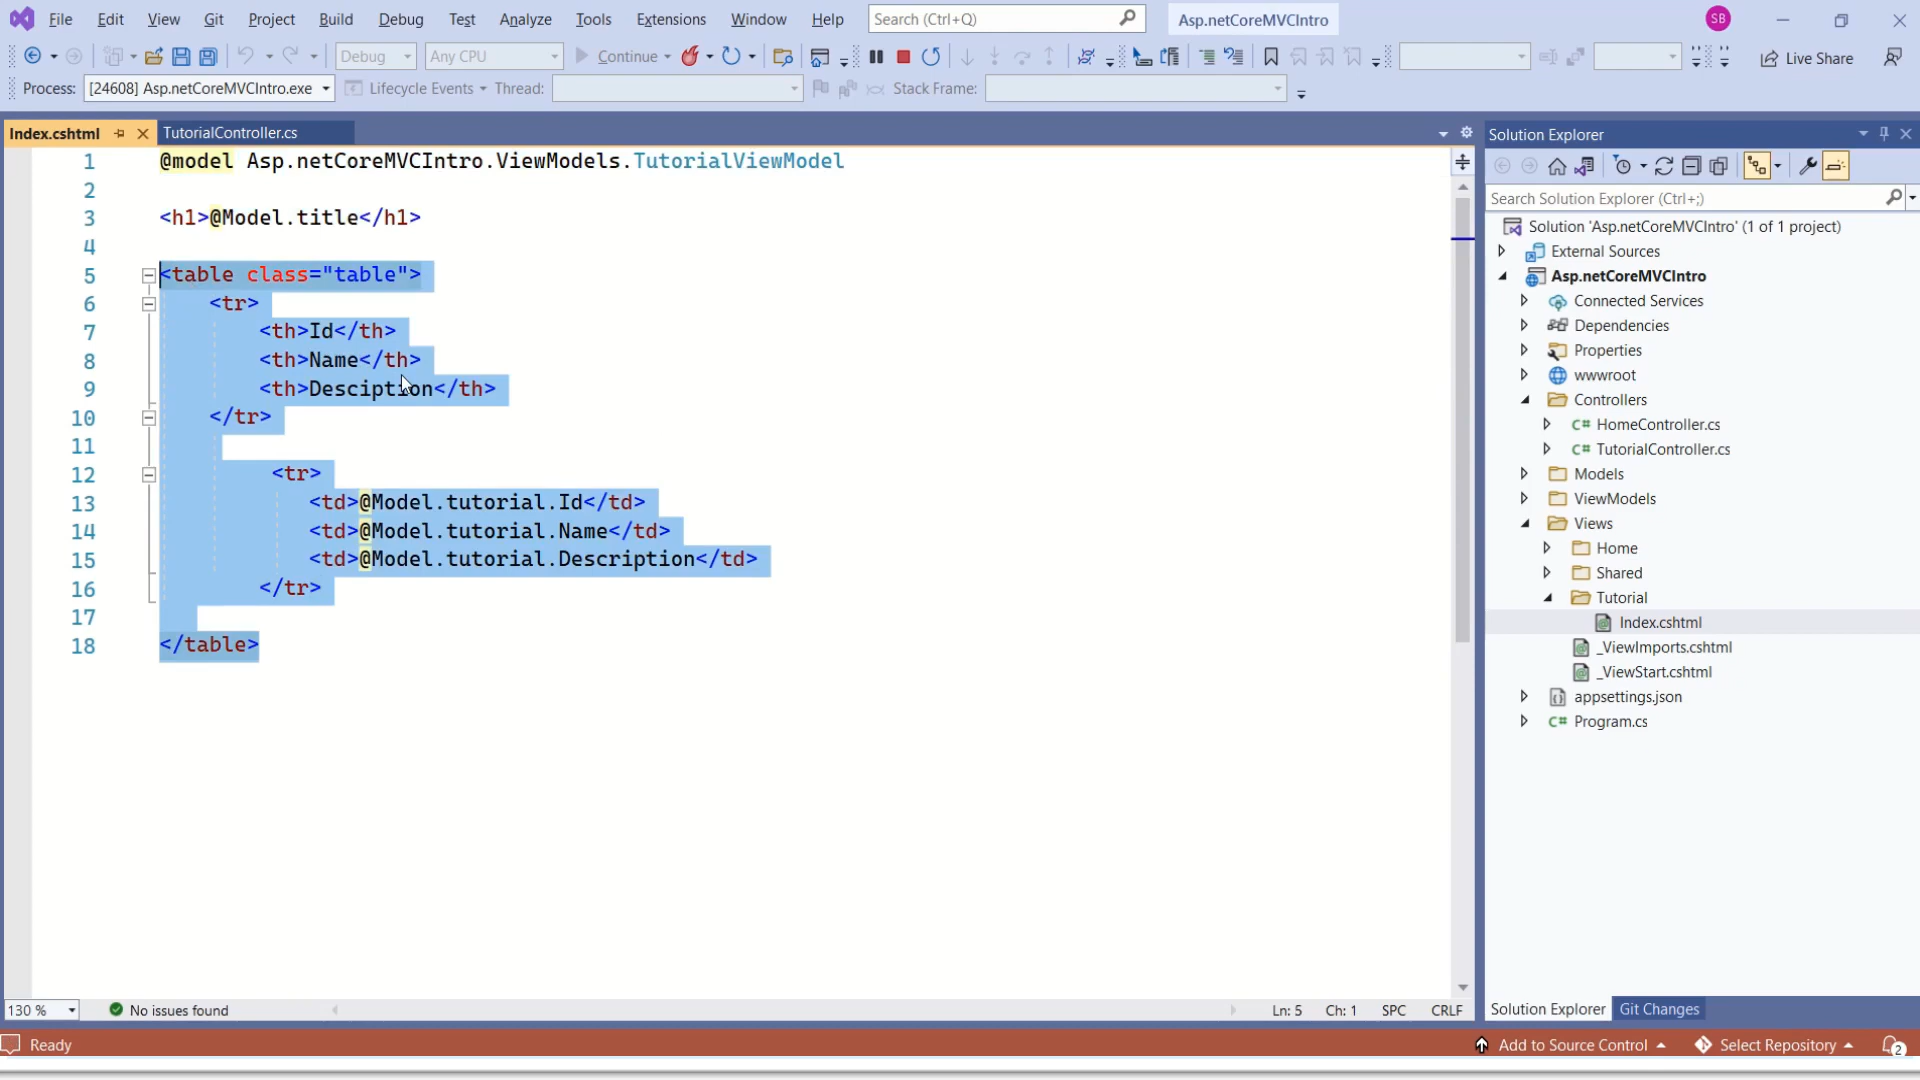 File Edit View Git Project Build Debug Test Analyze Tools Extensions Window Help Search (Ctrl+Q) Asp.netCoreMVCIntro SB
Debug Any CPU Continue Live Share
Process: [24608] Asp.netCoreMVCIntro.exe Lifecycle Events Thread: Stack Frame:
Index.cshtml TutorialController.cs
1 @model Asp.netCoreMVCIntro.ViewModels.TutorialViewModel
2
3 <h1>@Model.title</h1>
4
5 <table class="table">
6 <tr>
7 <th>Id</th>
8 <th>Name</th>
9 <th>Desciption</th>
10 </tr>
11
12 <tr>
13 <td>@Model.tutorial.Id</td>
14 <td>@Model.tutorial.Name</td>
15 <td>@Model.tutorial.Description</td>
16 </tr>
17
18 </table>
130 % No issues found Ln: 5 Ch: 1 SPC CRLF
Solution Explorer
Search Solution Explorer (Ctrl+;)
Solution 'Asp.netCoreMVCIntro' (1 of 1 project)
External Sources
Asp.netCoreMVCIntro
Connected Services
Dependencies
Properties
wwwroot
Controllers
C# HomeController.cs
C# TutorialController.cs
Models
ViewModels
Views
Home
Shared
Tutorial
Index.cshtml
_ViewImports.cshtml
_ViewStart.cshtml
appsettings.json
C# Program.cs
Solution Explorer Git Changes
Ready Add to Source Control Select Repository 2